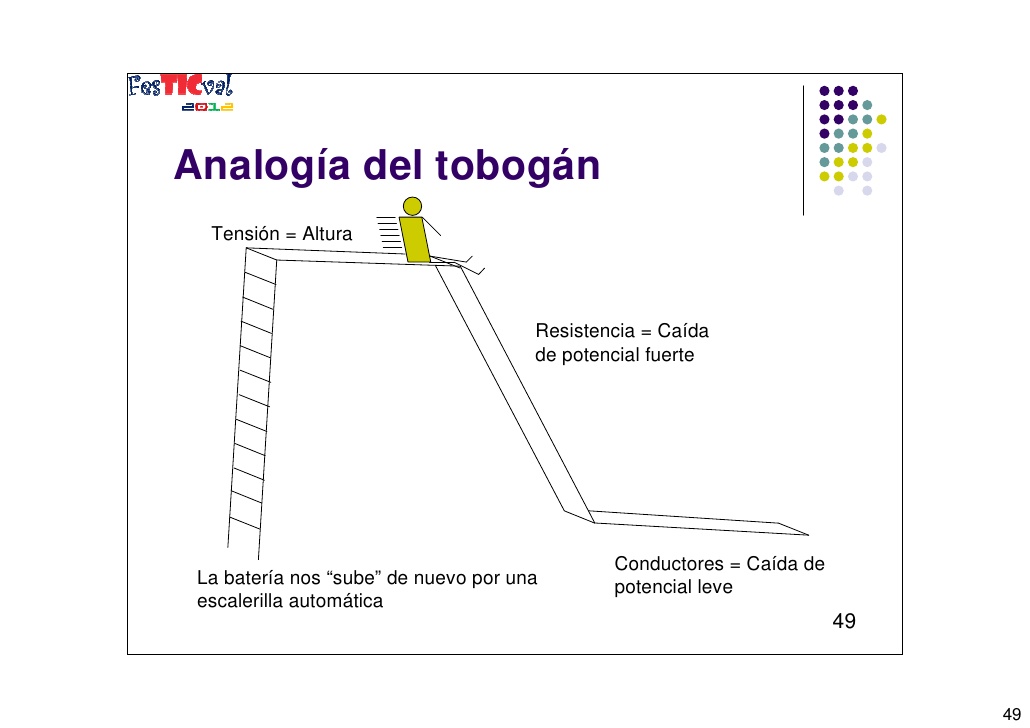 FesTICval
2012
Analogía del tobogán
Tensión = Altura
Resistencia = Caída
de potencial fuerte
Conductores = Caída de
potencial leve
La batería nos “sube” de nuevo por una
escalerilla automática
49
49